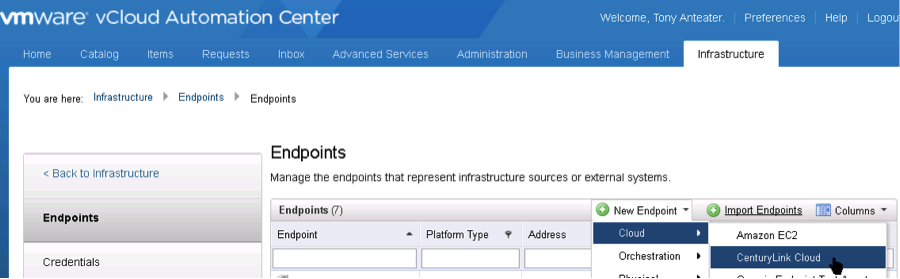 vmware vCloud Automation Center
Welcome, Tony Anteater. Preferences Help Logou
Home Catalog Items Requests Inbox Advanced Services Administration Business Management Infrastructure
You are here: Infrastructure Endpoints Endpoints
Endpoints
< Back to Infrastructure
Manage the endpoints that represent infrastructure sources or external systems.
Endpoints
Endpoints (7) New Endpoint Import Endpoints Columns
Endpoint Platform Type Address
Cloud Amazon EC2
Credentials
Orchestration CenturyLink Cloud
Physical